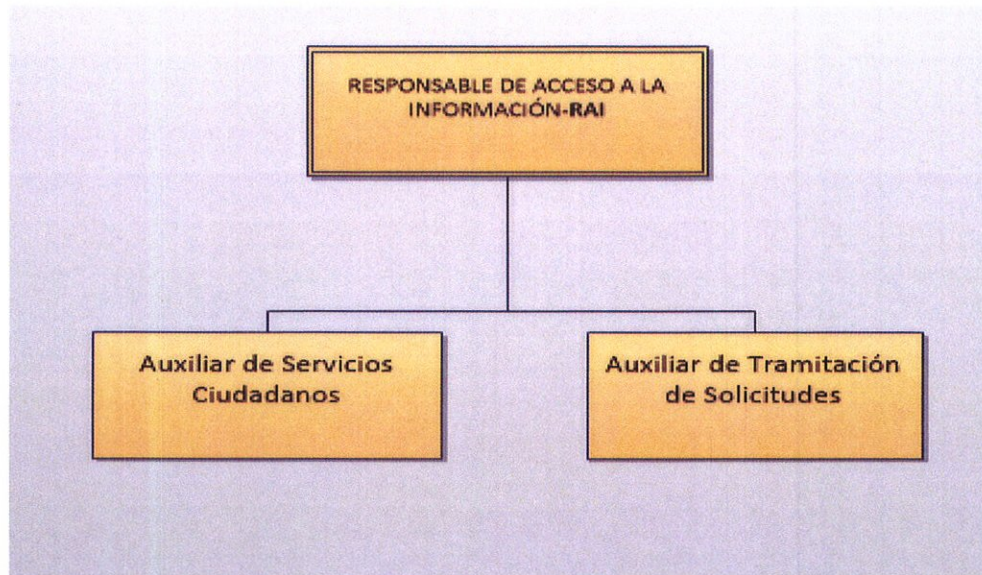 RESPONSABLE DE ACCESO A LA
INFORMACIÓN-RAI
Auxiliar de Servicios
Ciudadanos
Auxiliar de Tramitación
de Solicitudes